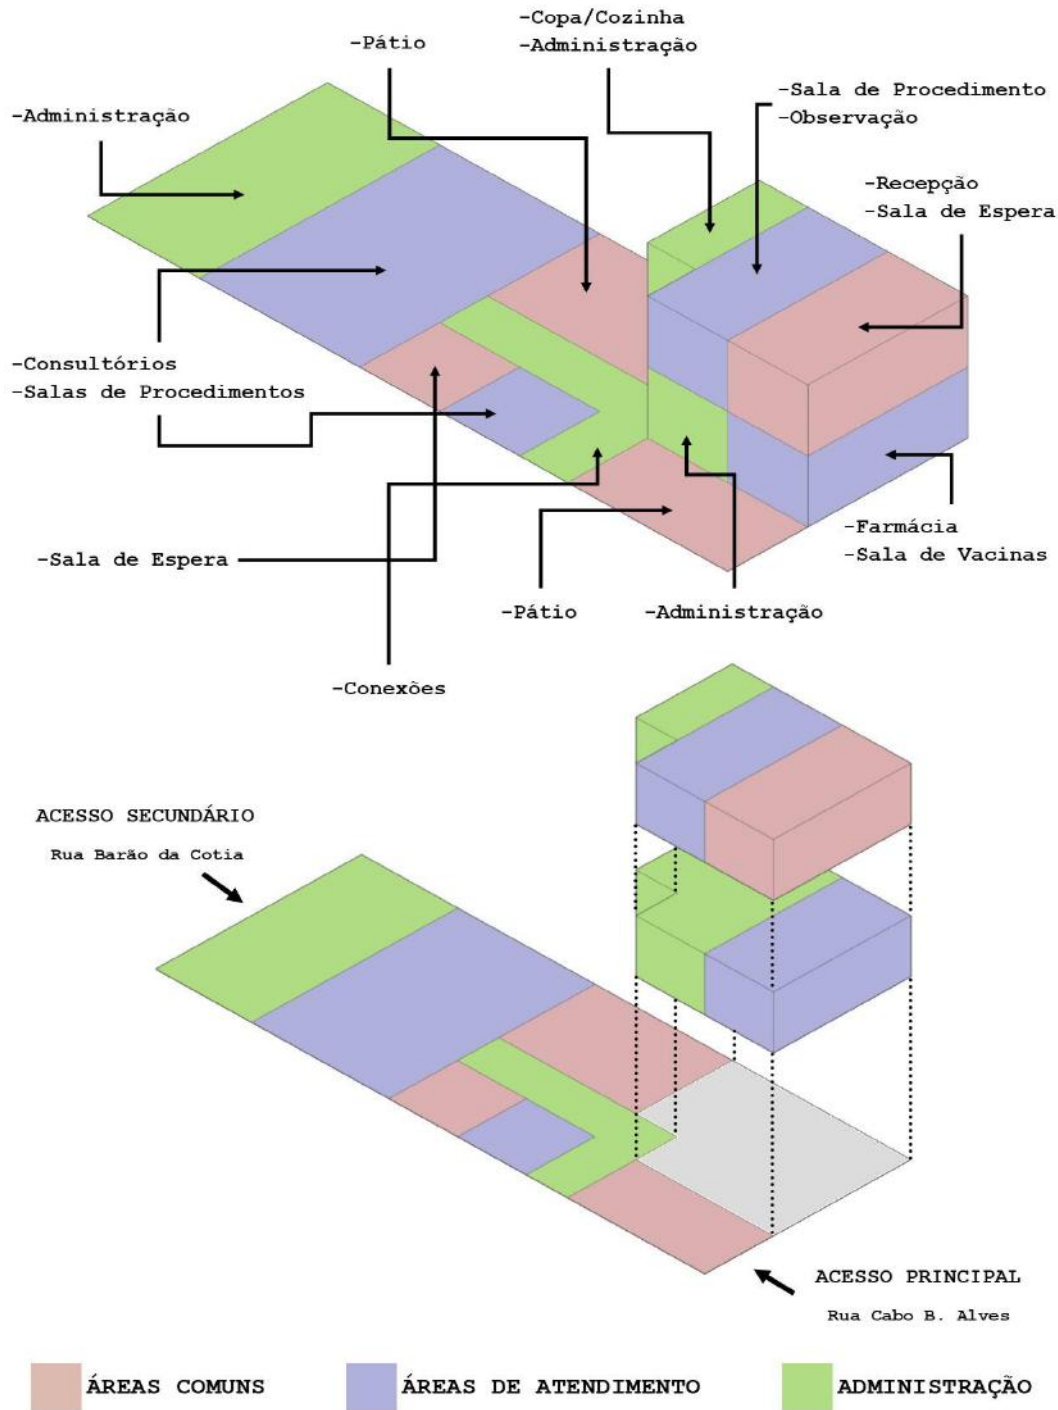 -Copa/Cozinha
-Administração
-Pátio
-Sala de Procedimento
-Observação
-Administração
-Recepção
-Sala de Espera
-Consultórios
-Salas de Procedimentos
-Farmácia
-Sala de Vacinas
-Sala de Espera
-Pátio
-Administração
-Conexões
ACESSO SECUNDÁRIO
Rua Barão da Cotia
ACESSO PRINCIPAL
Rua Cabo B. Alves
ÁREAS COMUNS
ÁREAS DE ATENDIMENTO
ADMINISTRAÇÃO